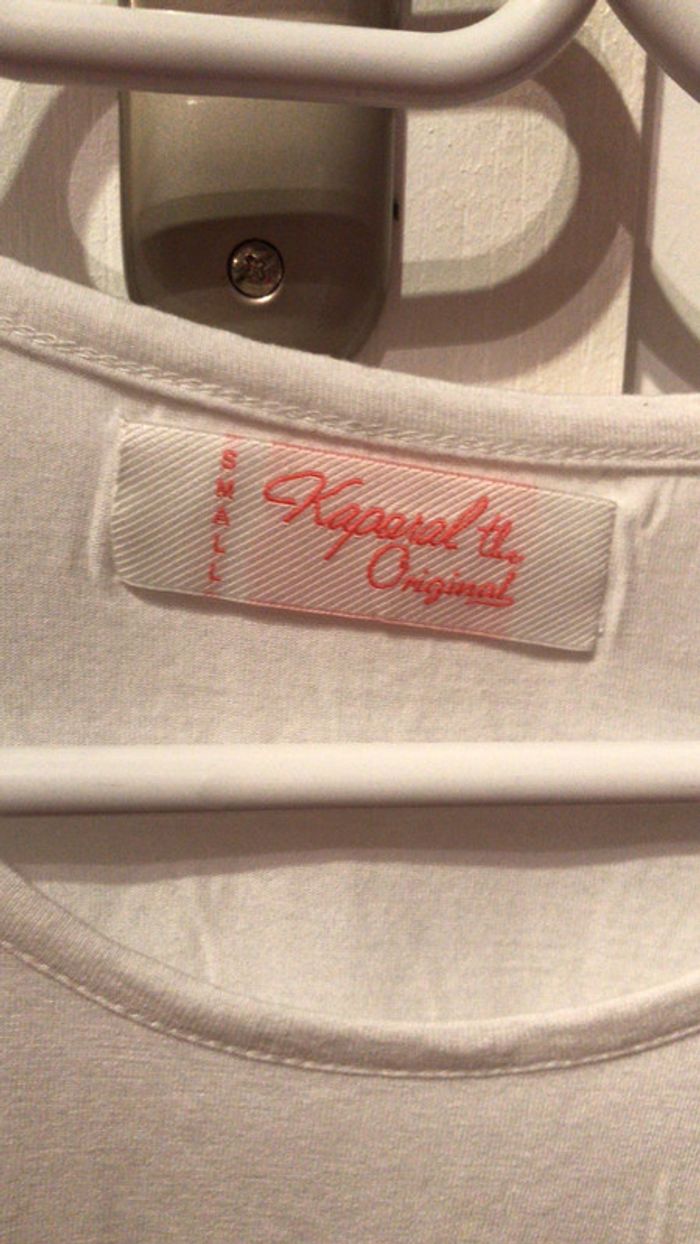 SMALL
Kaporal the
Original